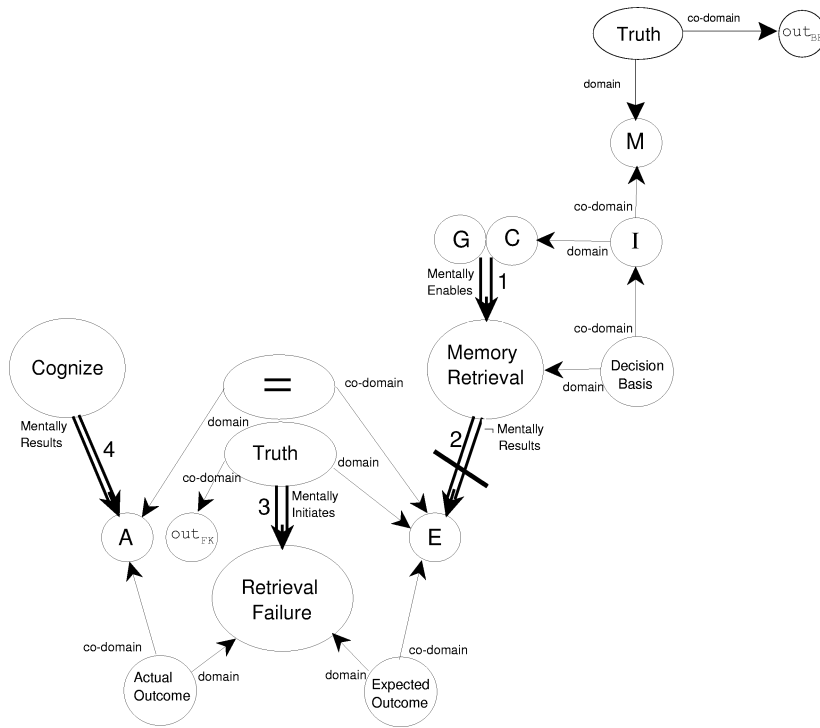 co-domain
Truth
out_BK
domain
M
co-domain
G
C
domain
I
Mentally
Enables
1
co-domain
Memory
Retrieval
domain
Decision
Basis
Cognize
=
co-domain
Mentally
Results
4
domain
Truth
co-domain
domain
2
¬ Mentally
Results
3
Mentally
Initiates
A
out_FK
E
Retrieval
Failure
co-domain
co-domain
Actual
Outcome
domain
domain
Expected
Outcome